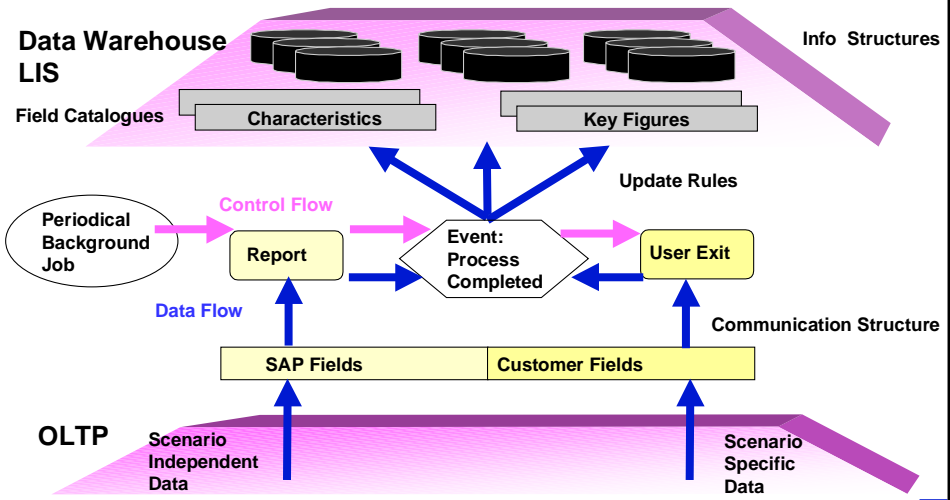 Data Warehouse
LIS
Info Structures
Field Catalogues
Characteristics
Key Figures
Update Rules
Periodical
Background
Job
Control Flow
Report
Event:
Process
Completed
User Exit
Data Flow
Communication Structure
SAP Fields
Customer Fields
OLTP
Scenario
Independent
Data
Scenario
Specific
Data